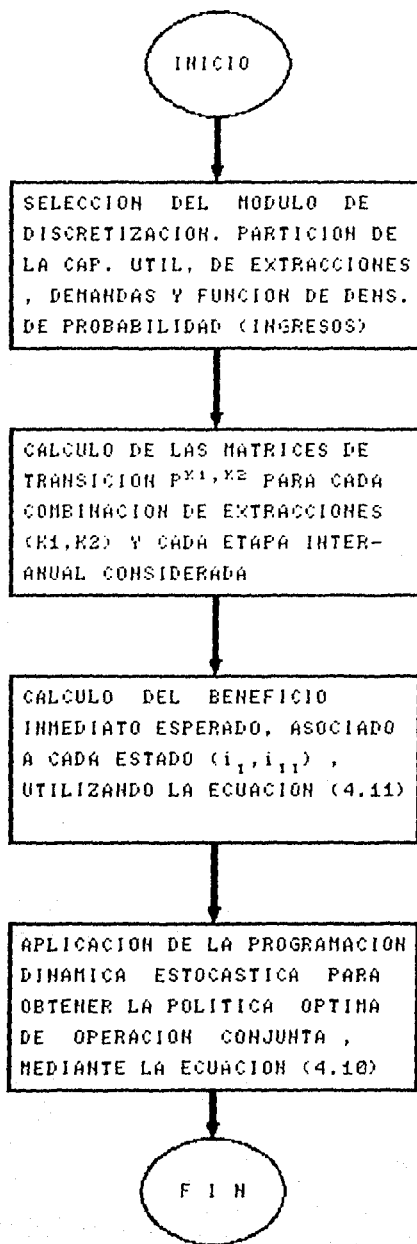 INICIO
SELECCION DEL MODULO DE
DISCRETIZACION. PARTICION DE
LA CAP. UTIL, DE EXTRACCIONES
, DEMANDAS Y FUNCION DE DENS.
DE PROBABILIDAD (INGRESOS)
CALCULO DE LAS MATRICES DE
TRANSICION P^K1,K2 PARA CADA
COMBINACION DE EXTRACCIONES
(K1,K2) Y CADA ETAPA INTER-
ANUAL CONSIDERADA
CALCULO DEL BENEFICIO
INMEDIATO ESPERADO, ASOCIADO
A CADA ESTADO (i_I,i_II) ,
UTILIZANDO LA ECUACION (4.11)
APLICACION DE LA PROGRAMACION
DINAMICA ESTOCASTICA PARA
OBTENER LA POLITICA OPTIMA
DE OPERACION CONJUNTA ,
MEDIANTE LA ECUACION (4.10)
F I N